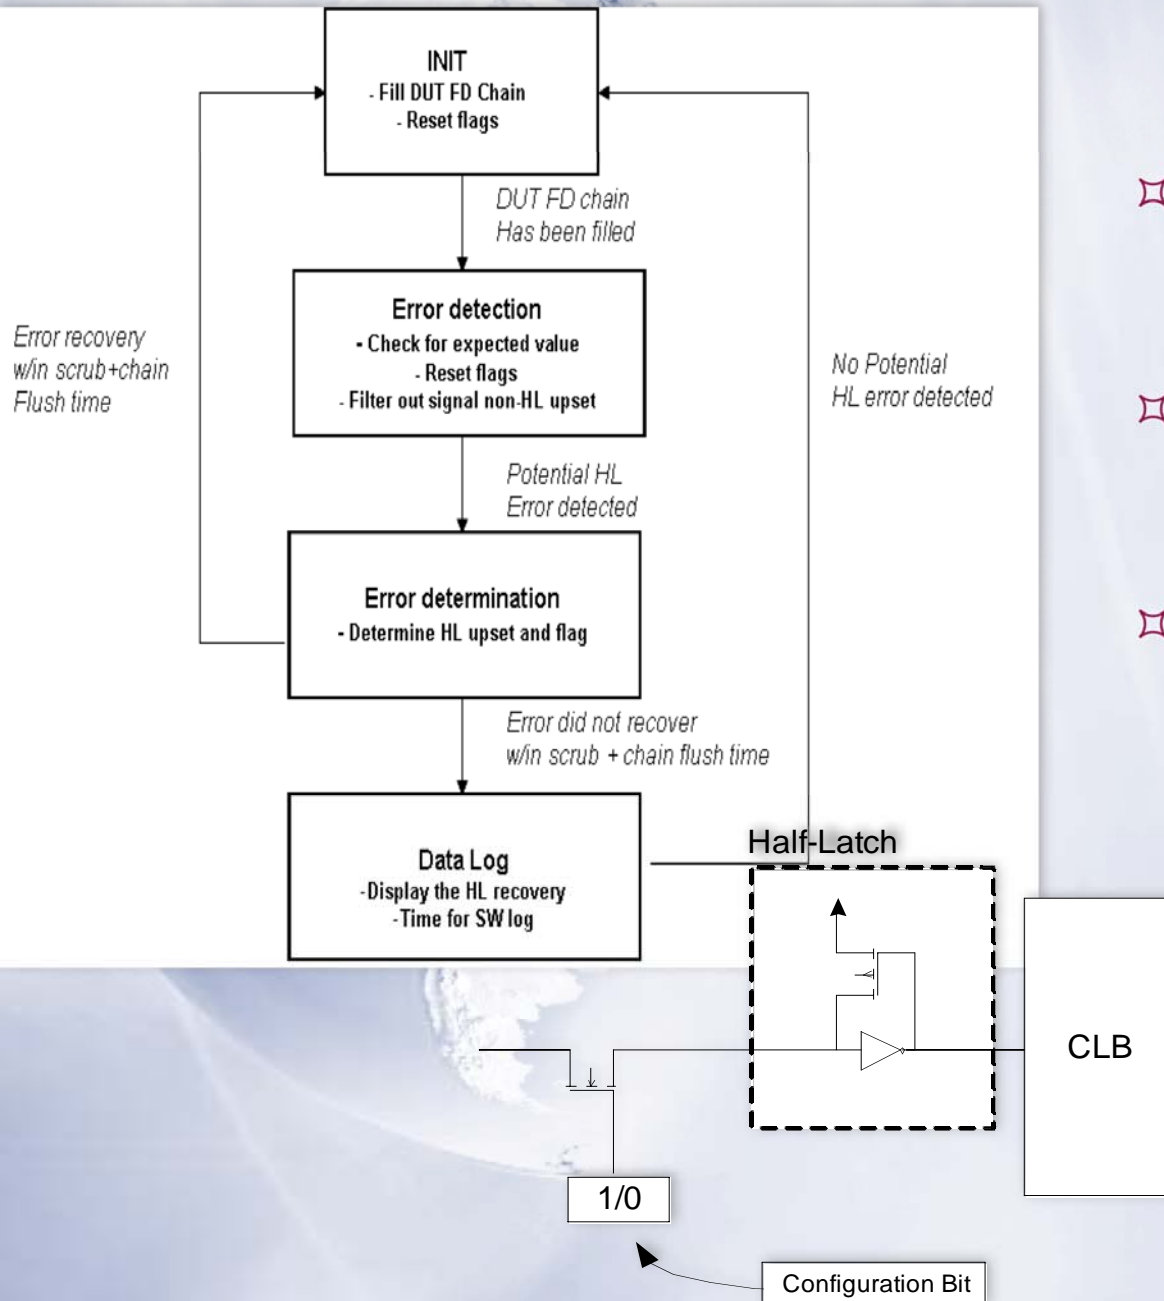 INIT
- Fill DUT FD Chain
- Reset flags
DUT FD chain
Has been filled
Error detection
- Check for expected value
- Reset flags
- Filter out signal non-HL upset
Error recovery
w/in scrub+chain
Flush time
No Potential
HL error detected
Potential HL
Error detected
Error determination
- Determine HL upset and flag
Error did not recover
w/in scrub + chain flush time
Data Log
-Display the HL recovery
-Time for SW log
Half-Latch
CLB
1/0
Configuration Bit